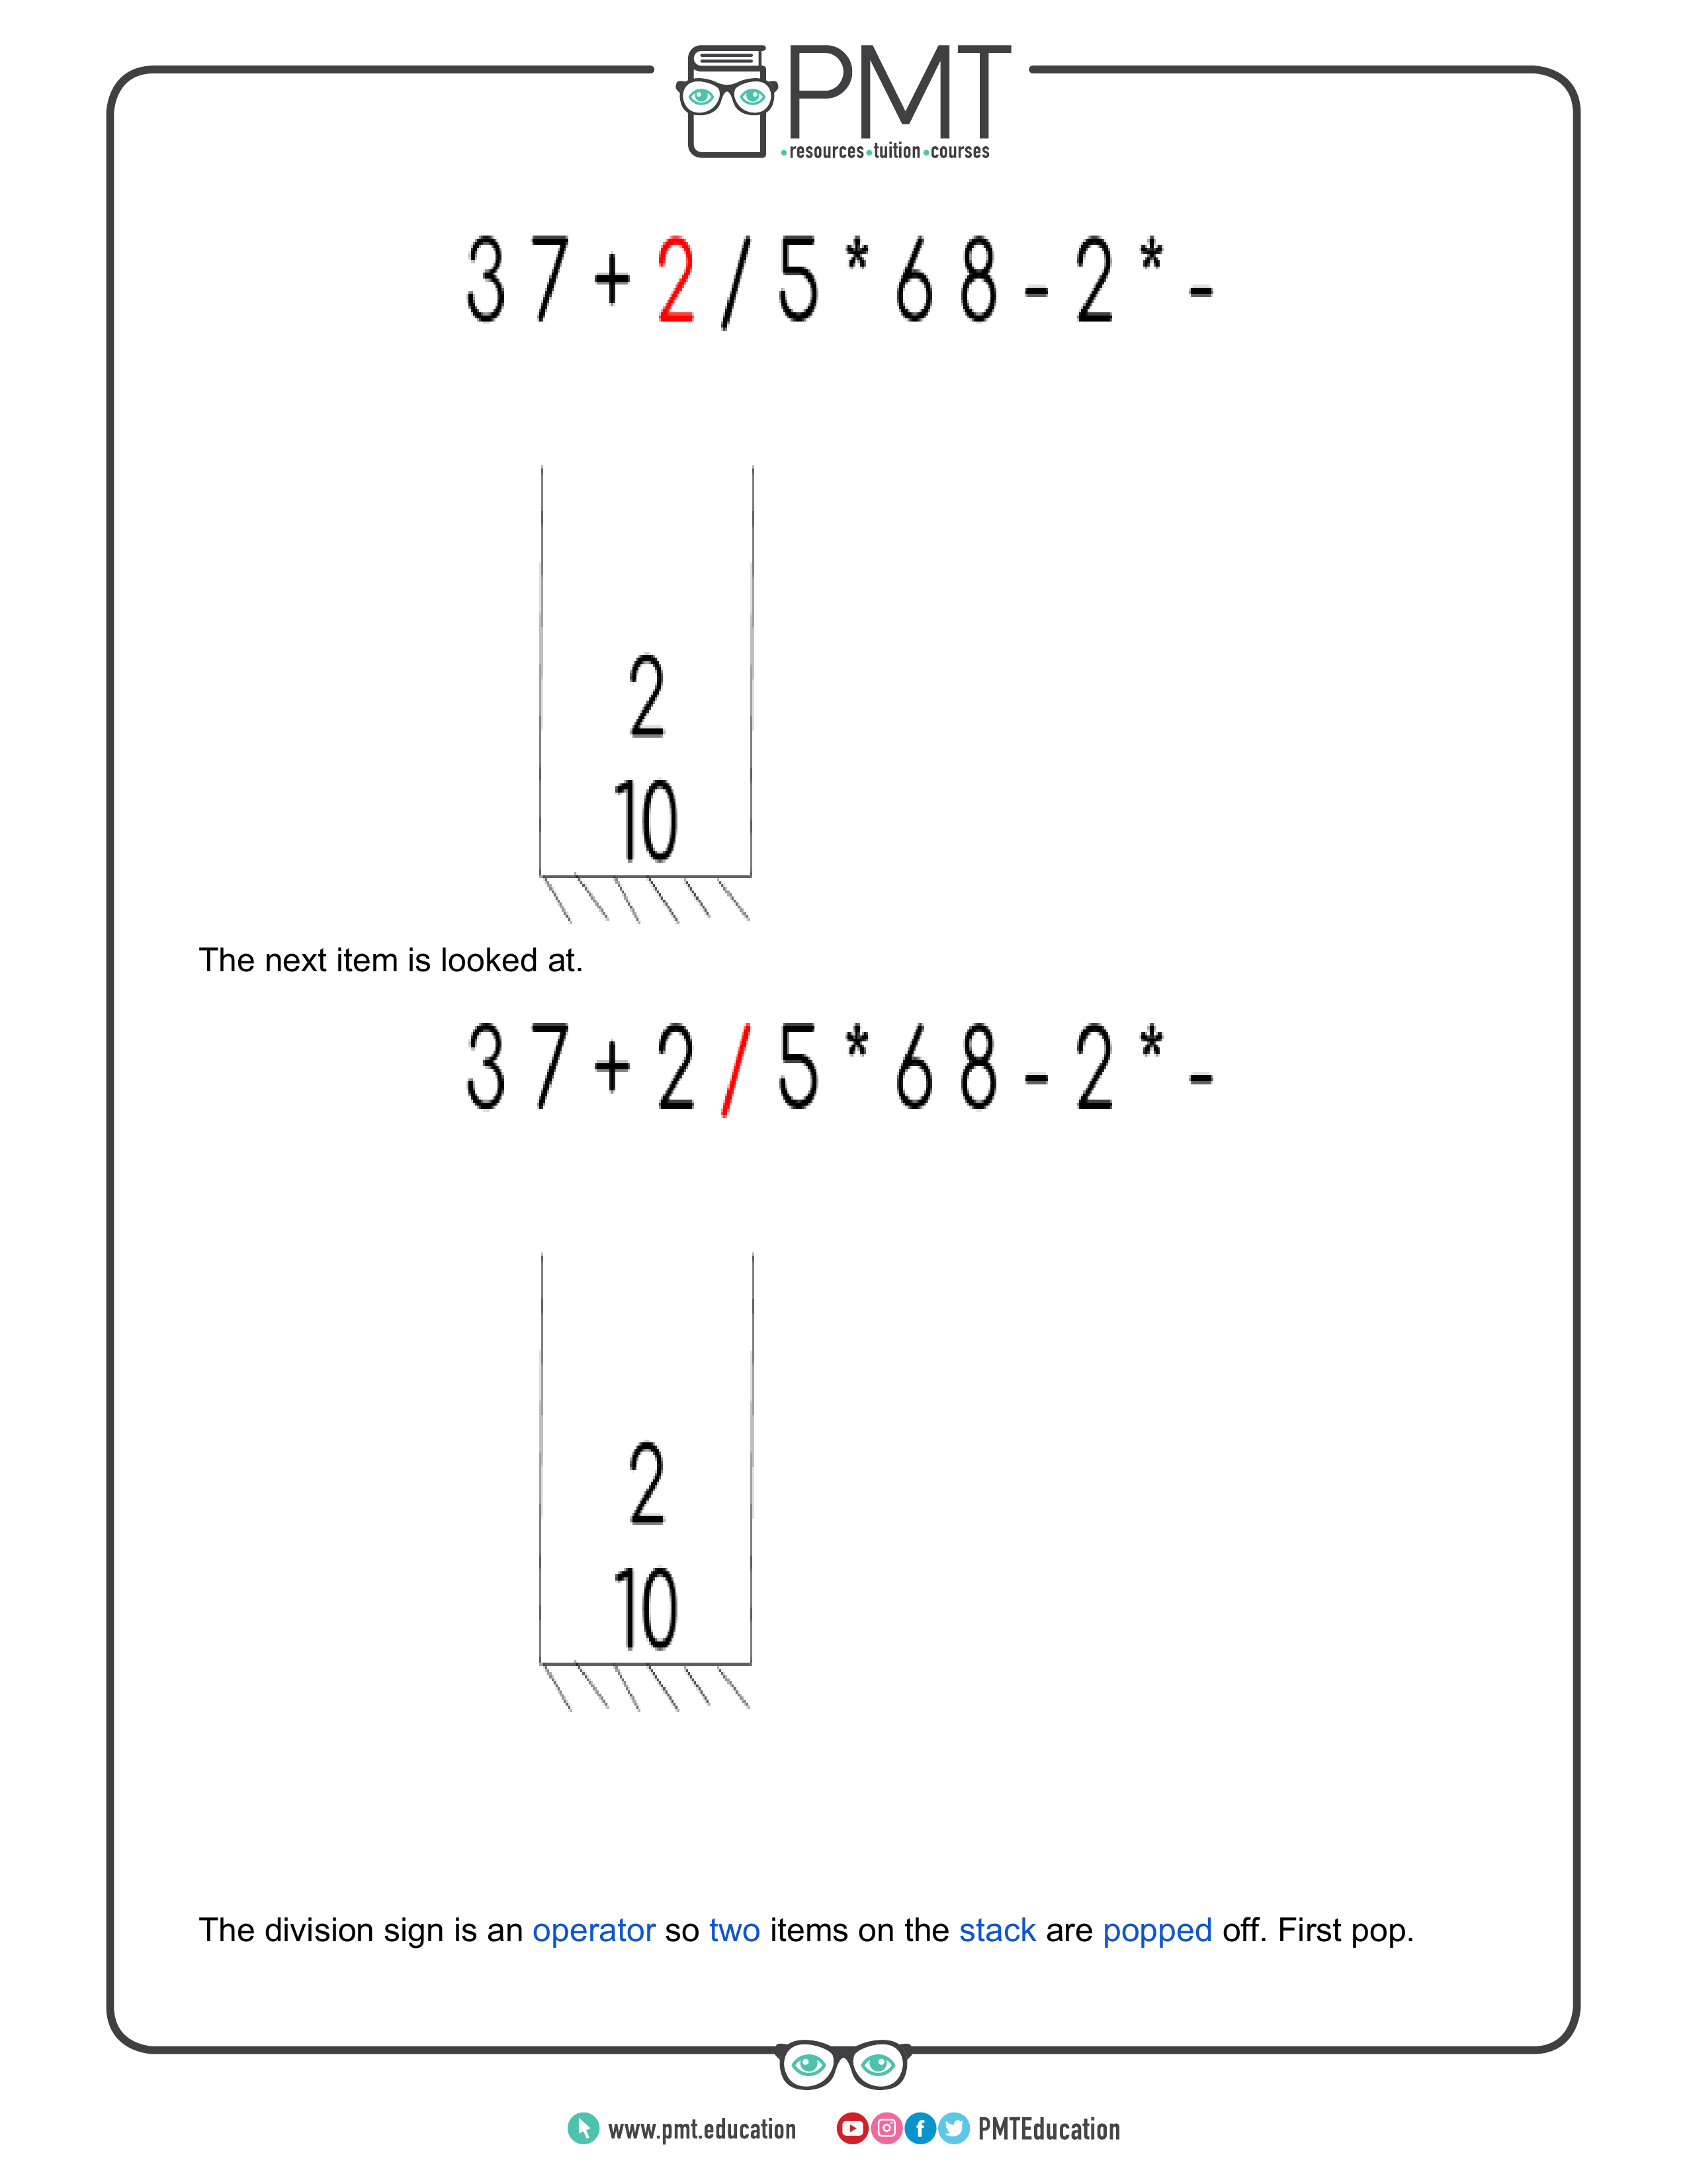 PMT
•resources•tuition•courses
3 7 + 2 / 5 * 6 8 - 2 * -
2
10
The next item is looked at.
3 7 + 2 / 5 * 6 8 - 2 * -
2
10
The division sign is an operator so two items on the stack are popped off. First pop.
www.pmt.education PMTEducation